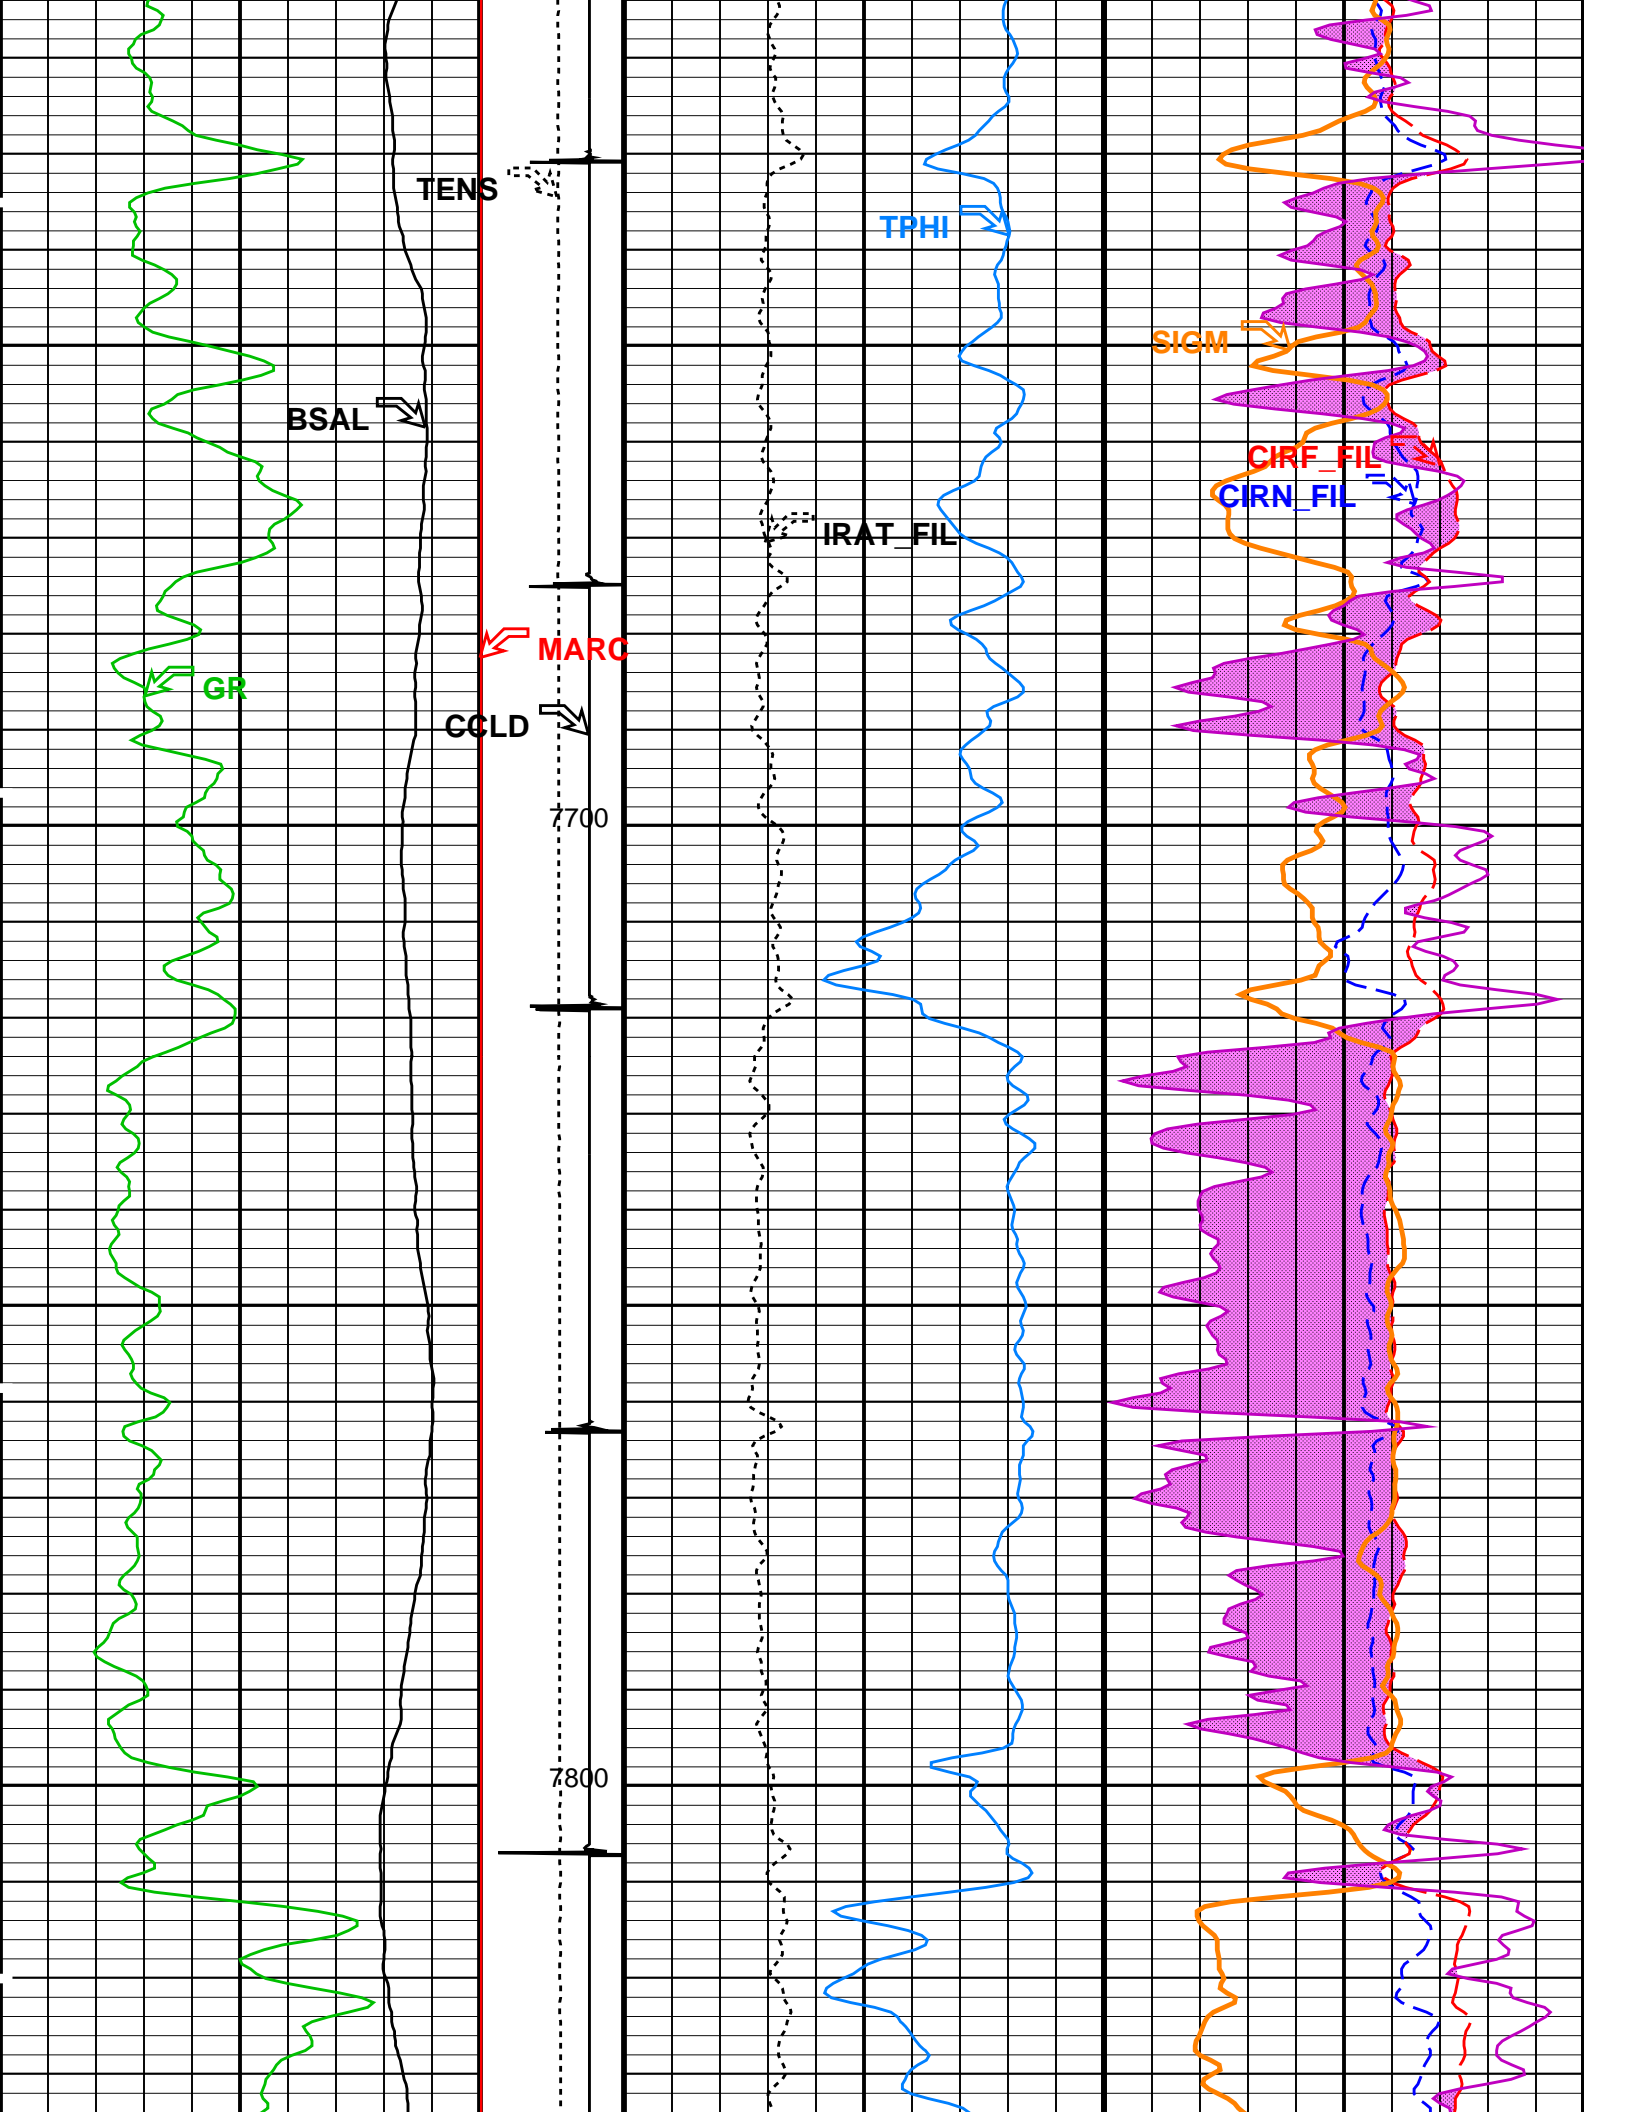 TENS
TPHI
SIGM
BSAL
CIRF_FIL
CIRN_FIL
IRAT_FIL
MARC
GR
CCLD
7700
7800